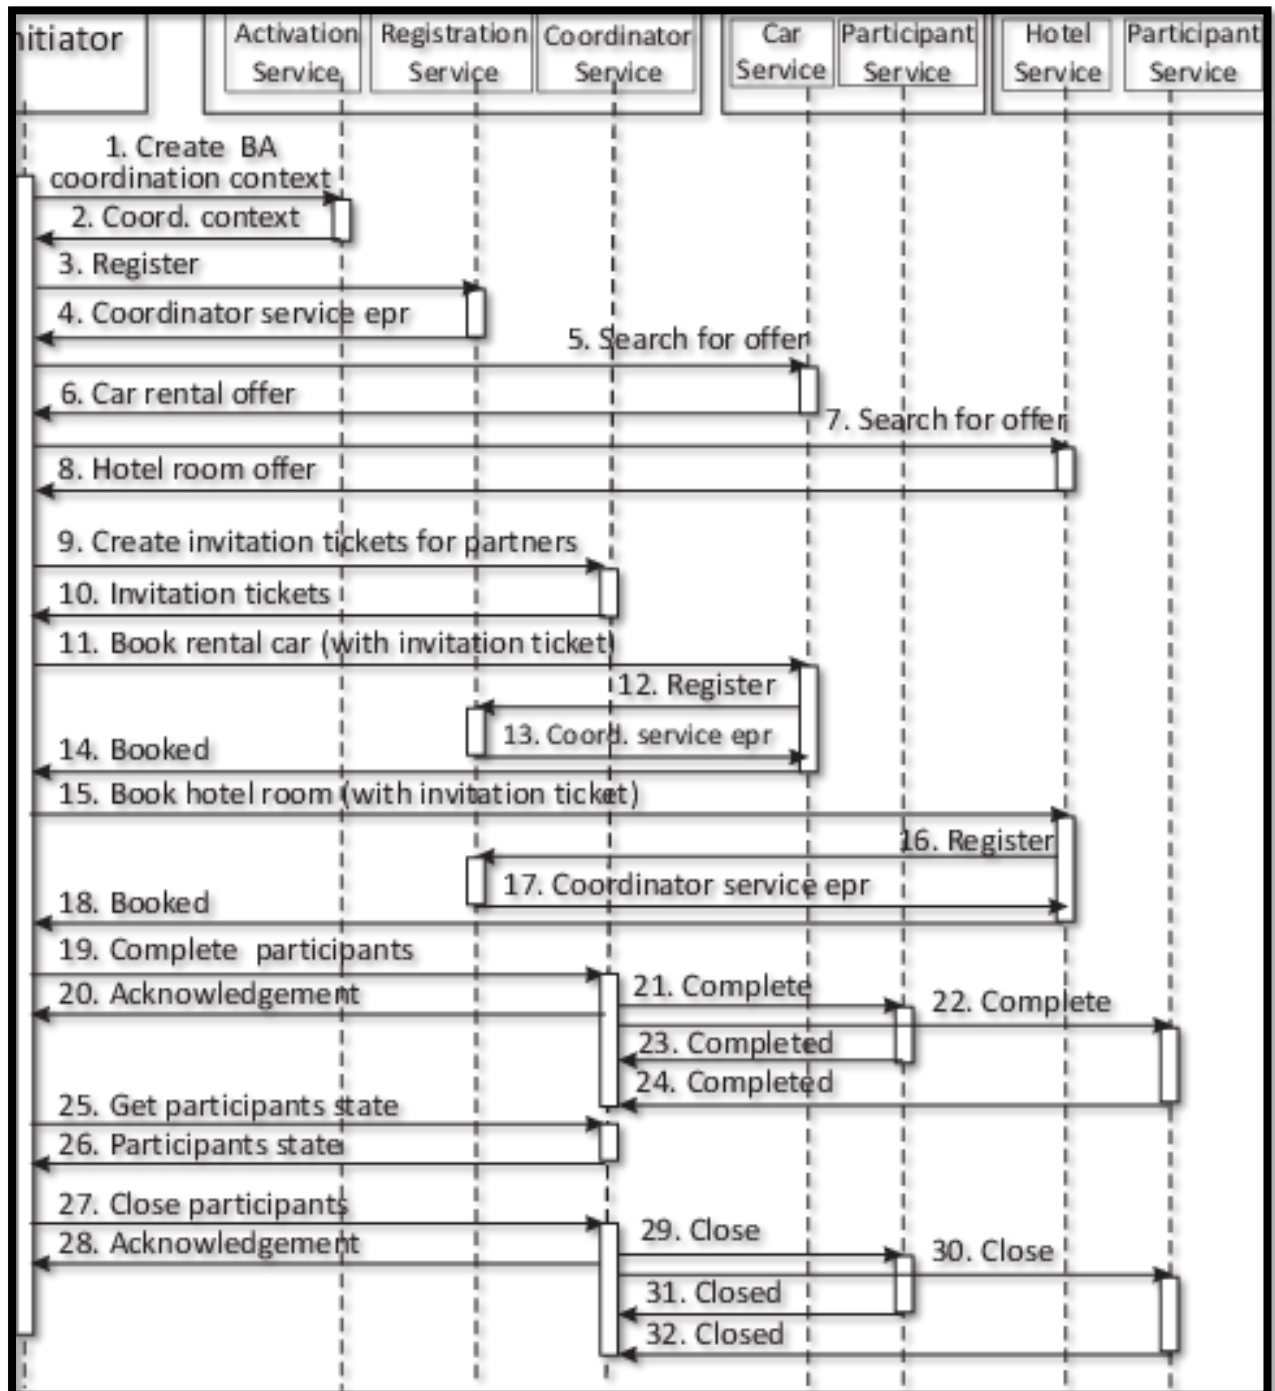 nitiator
Activation
Service
Registration
Service
Coordinator
Service
Car
Service
Participant
Service
Hotel
Service
Participant
Service
1. Create BA
coordination context
2. Coord. context
3. Register
4. Coordinator service epr
5. Search for offer
6. Car rental offer
7. Search for offer
8. Hotel room offer
9. Create invitation tickets for partners
10. Invitation tickets
11. Book rental car (with invitation ticket)
12. Register
13. Coord. service epr
14. Booked
15. Book hotel room (with invitation ticket)
16. Register
17. Coordinator service epr
18. Booked
19. Complete participants
20. Acknowledgement
21. Complete
22. Complete
23. Completed
24. Completed
25. Get participants state
26. Participants state
27. Close participants
28. Acknowledgement
29. Close
30. Close
31. Closed
32. Closed